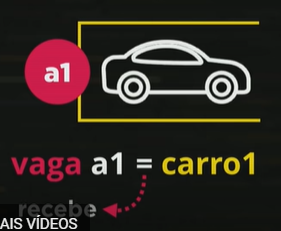 a1
vaga a1 = carro1
recebe
AIS VÍDEOS